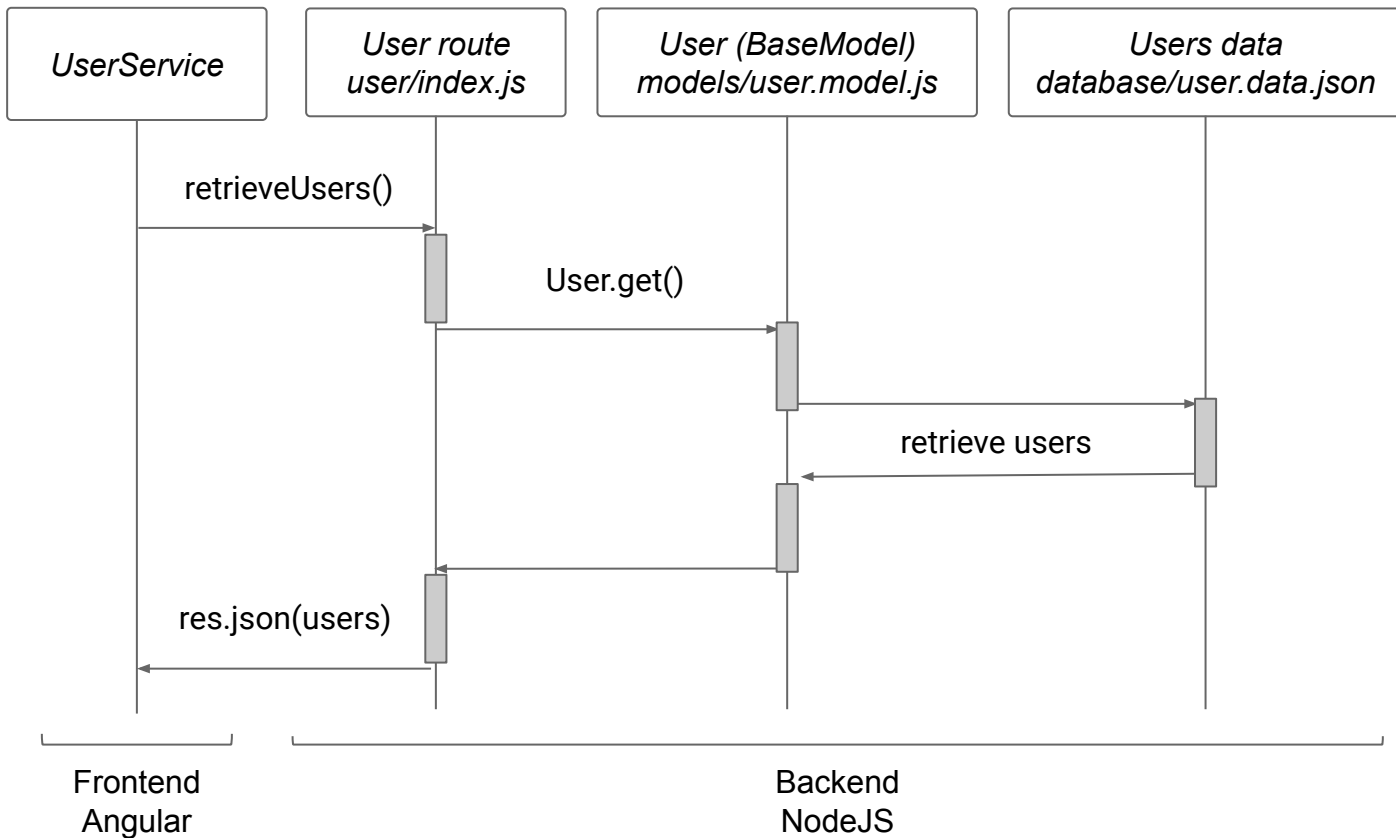 UserService
User route
user/index.js
User (BaseModel)
models/user.model.js
Users data
database/user.data.json
retrieveUsers()
User.get()
retrieve users
res.json(users)
Frontend
Angular
Backend
NodeJS